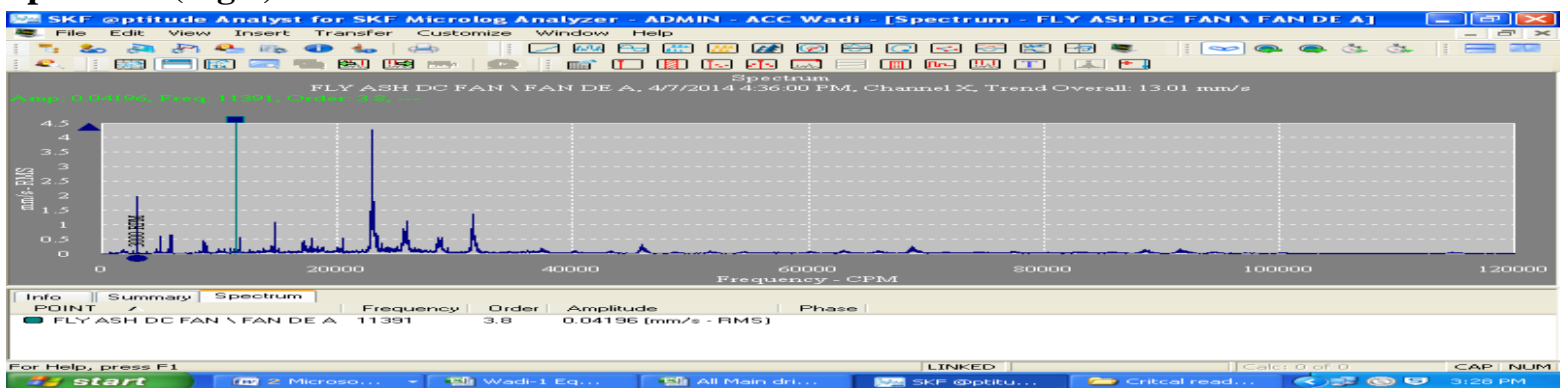 SKF @ptitude Analyst for SKF Microlog Analyzer - ADMIN - ACC Wadi - [Spectrum - FLY ASH DC FAN \ FAN DE A]
File Edit View Insert Transfer Customize Window Help
Spectrum
FLY ASH DC FAN \ FAN DE A, 4/7/2014 4:36:00 PM, Channel X, Trend Overall: 13.01 mm/s
Amp: 0.04196, Freq: 11391, Order: 3.8, ---
4.5
4
3.5
3
2.5
2
1.5
1
0.5
0
mm/s-RMS
3000 RPM
0 20000 40000 60000 80000 100000 120000
Frequency - CPM
Info Summary Spectrum
POINT Frequency Order Amplitude Phase
FLY ASH DC FAN \ FAN DE A 11391 3.8 0.04196 (mm/s - RMS)
For Help, press F1 LINKED Calc: 0 of 0 CAP NUM
start 2 Microso... Wadi-1 Eq... All Main dri... SKF @ptitu... Critcal read... 3:28 PM